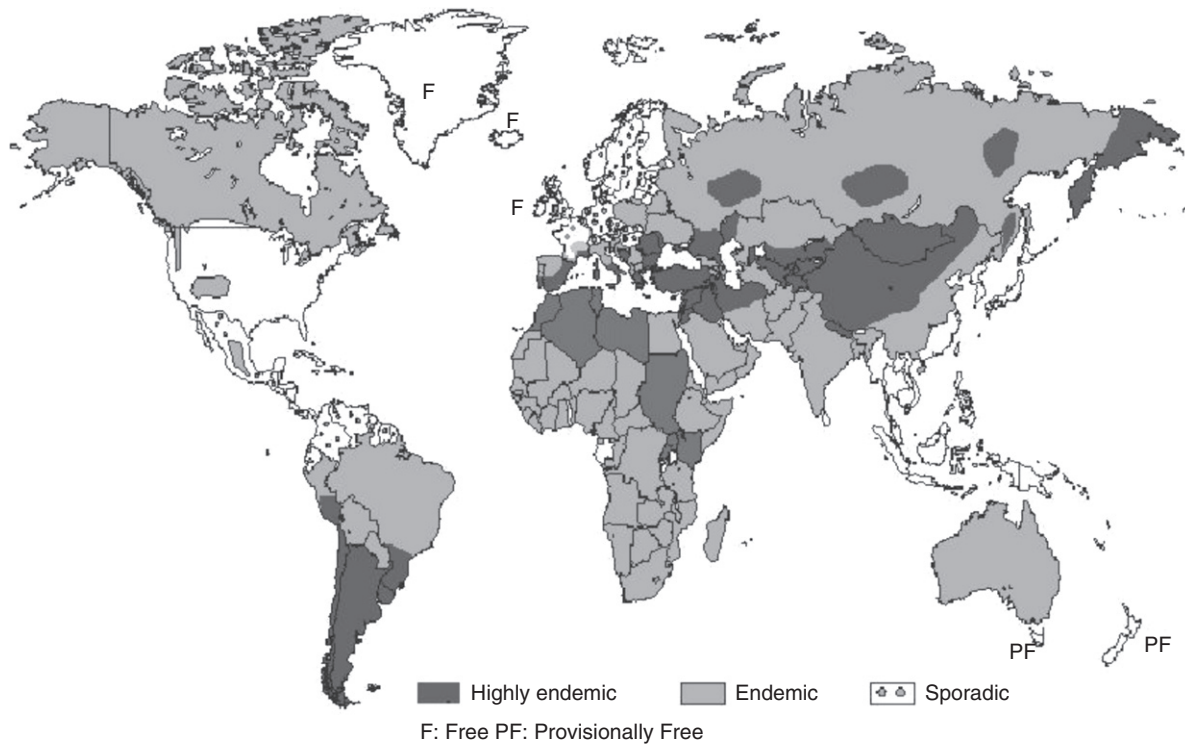 F
F
F
PF
PF
Highly endemic
Endemic
Sporadic
F: Free PF: Provisionally Free